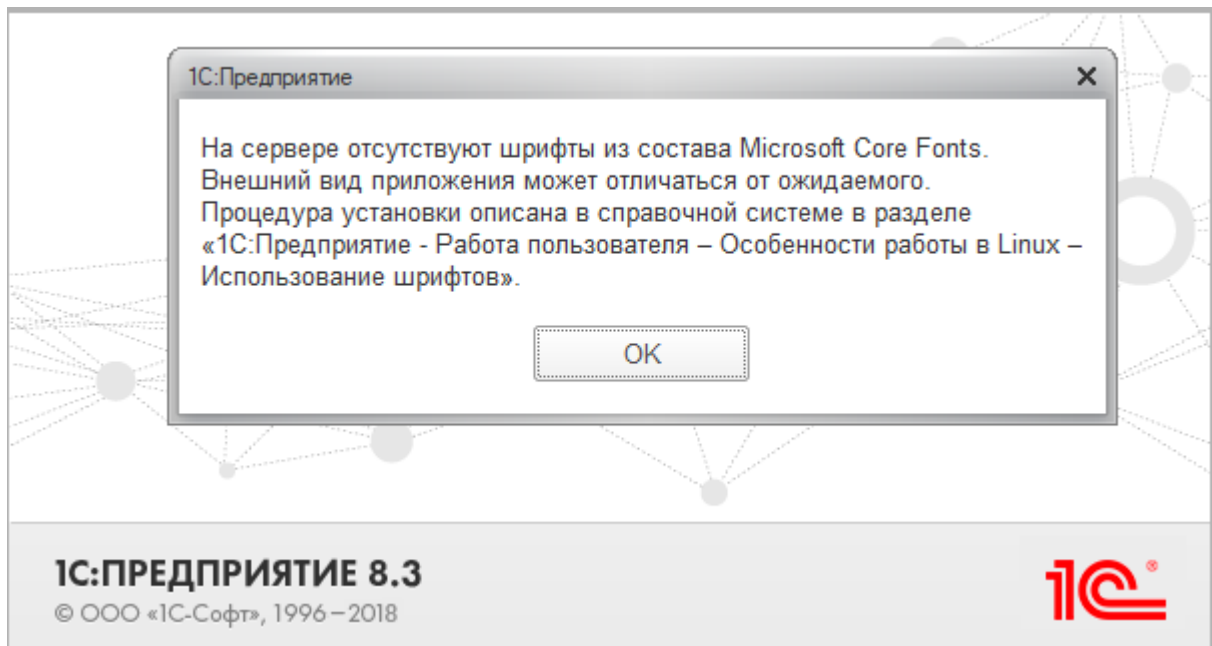 1С:Предприятие
На сервере отсутствуют шрифты из состава Microsoft Core Fonts.
Внешний вид приложения может отличаться от ожидаемого.
Процедура установки описана в справочной системе в разделе
«1С:Предприятие - Работа пользователя – Особенности работы в Linux –
Использование шрифтов».
OK
1С:ПРЕДПРИЯТИЕ 8.3
© ООО «1С-Софт», 1996–2018
1С®